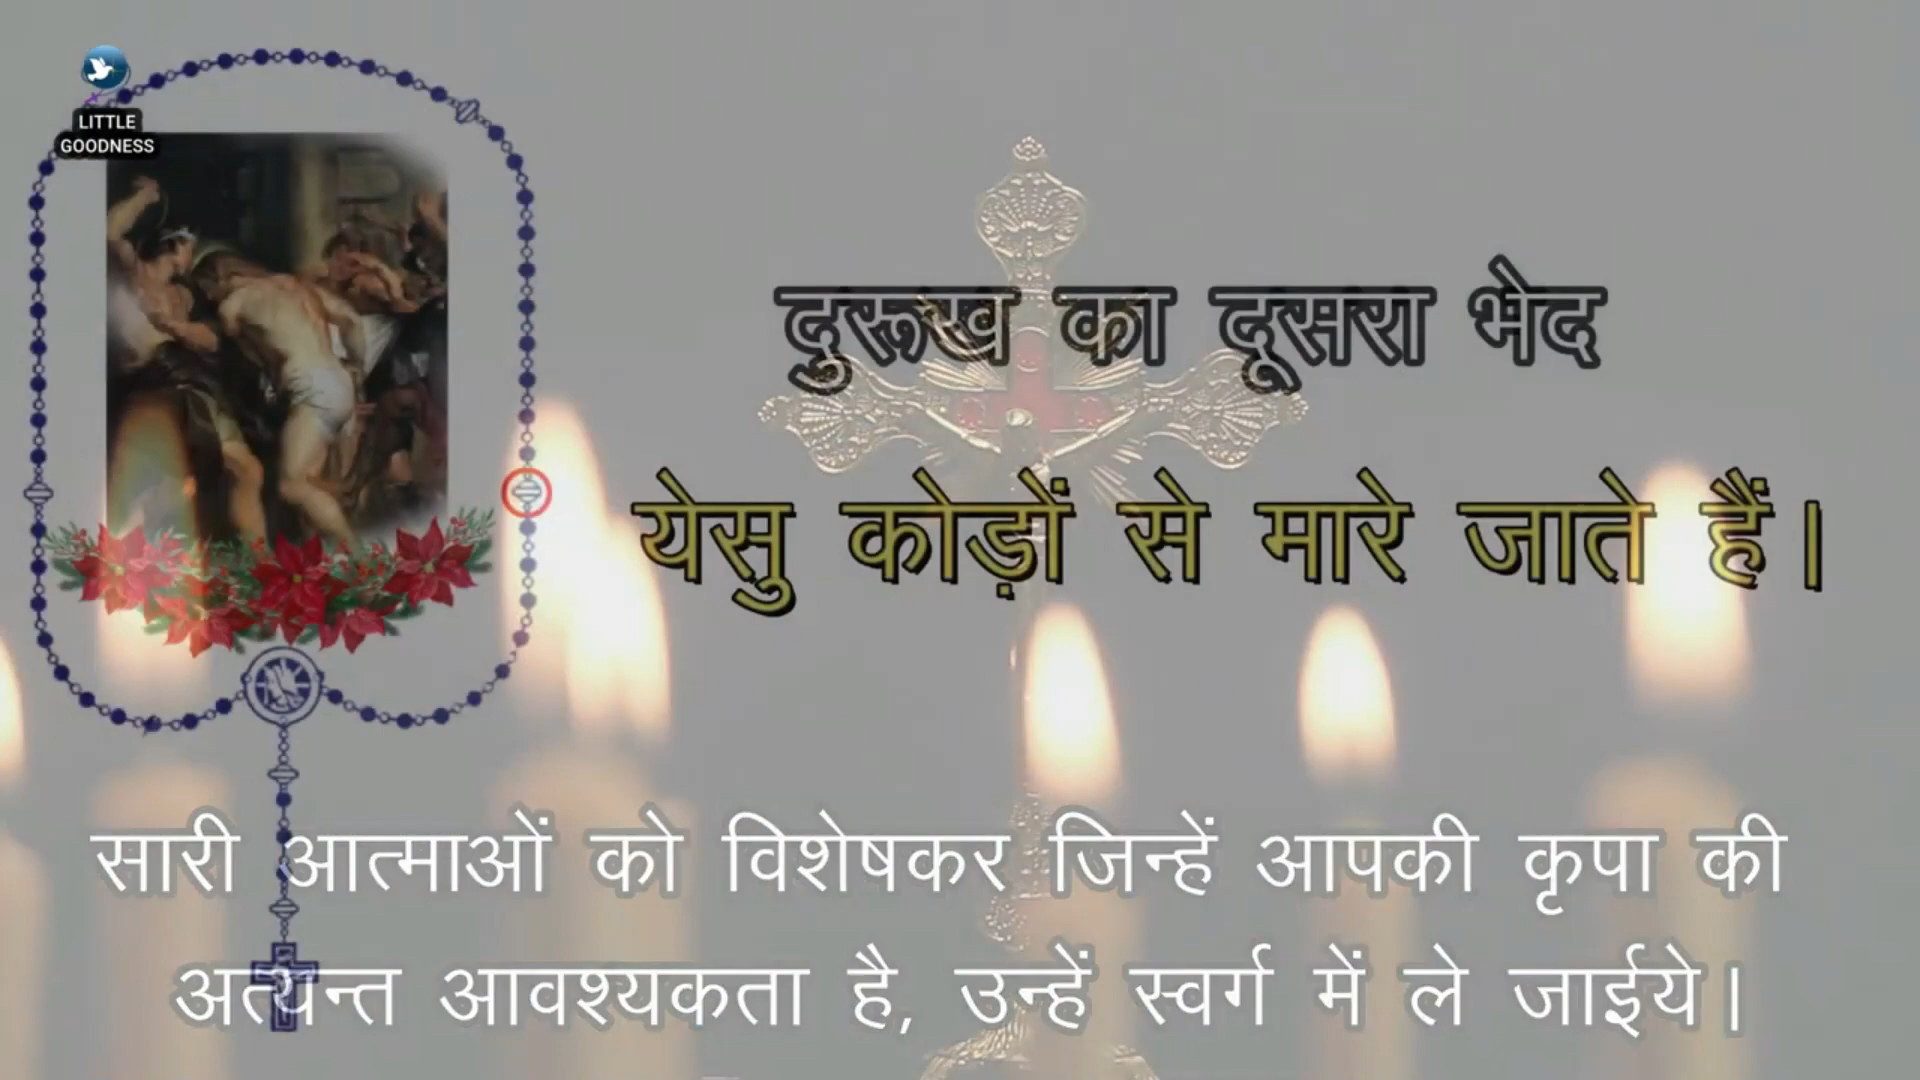 LITTLE
GOODNESS
दुरूख का दूसरा भेद
येसु कोड़ों से मारे जाते हैं।
सारी आत्माओं को विशेषकर जिन्हें आपकी कृपा की
अत्यन्त आवश्यकता है, उन्हें स्वर्ग में ले जाईये।